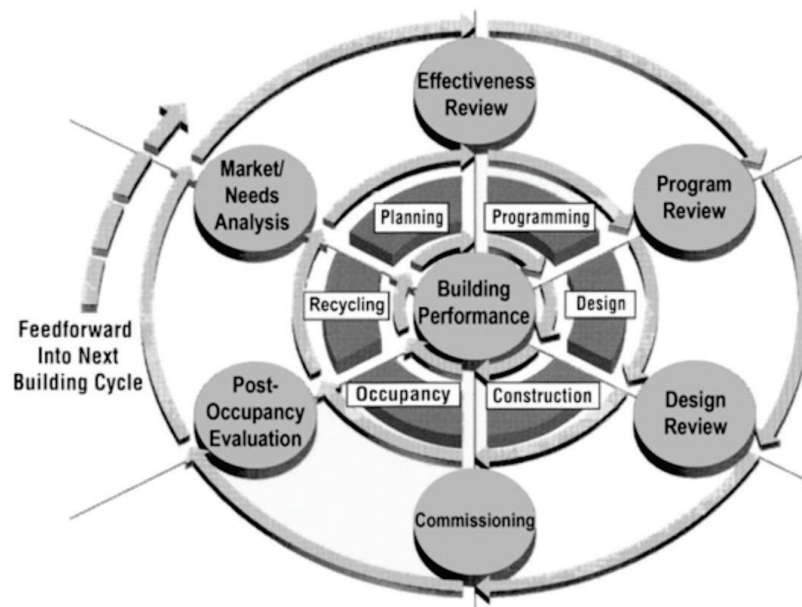 Effectiveness
Review
Market/
Needs
Analysis
Program
Review
Planning
Programming
Building
Performance
Recycling
Design
Feedforward
Into Next
Building Cycle
Post-
Occupancy
Evaluation
Occupancy
Construction
Design
Review
Commissioning